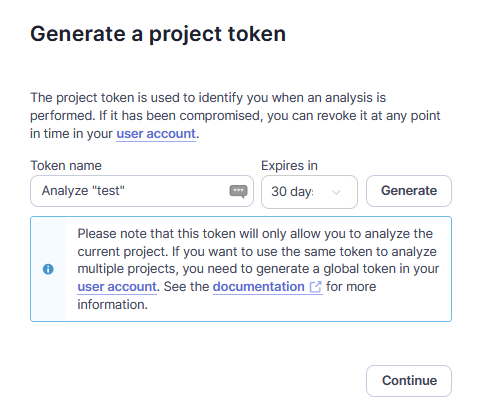 Generate a project token
The project token is used to identify you when an analysis is
performed. If it has been compromised, you can revoke it at any point
in time in your user account.
Token name
Expires in
Analyze "test"
30 day
Generate
Please note that this token will only allow you to analyze the
current project. If you want to use the same token to analyze
multiple projects, you need to generate a global token in your
user account. See the documentation for more
information.
Continue